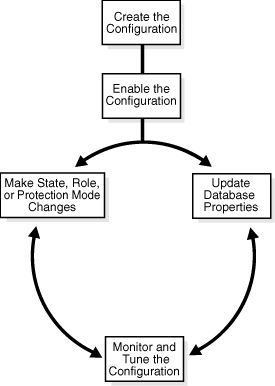 Create the
Configuration
Enable the
Configuration
Make State, Role,
or Protection Mode
Changes
Update
Database
Properties
Monitor and
Tune the
Configuration